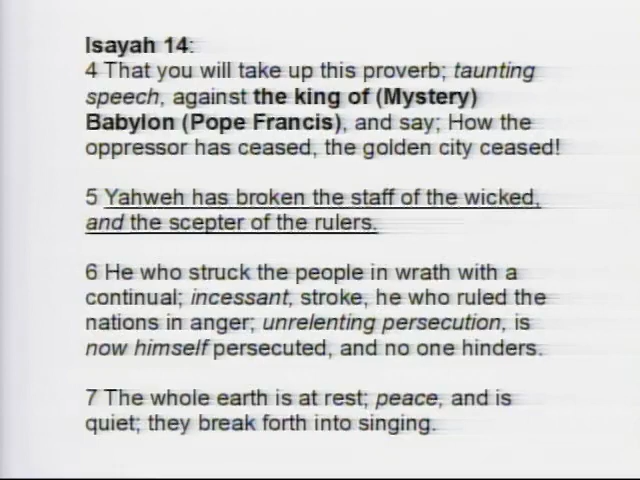 Isayah 14:
4 That you will take up this proverb; taunting
speech, against the king of (Mystery)
Babylon (Pope Francis), and say; How the
oppressor has ceased, the golden city ceased!
5 Yahweh has broken the staff of the wicked,
and the scepter of the rulers.
6 He who struck the people in wrath with a
continual; incessant, stroke, he who ruled the
nations in anger; unrelenting persecution, is
now himself persecuted, and no one hinders.
7 The whole earth is at rest; peace, and is
quiet; they break forth into singing.